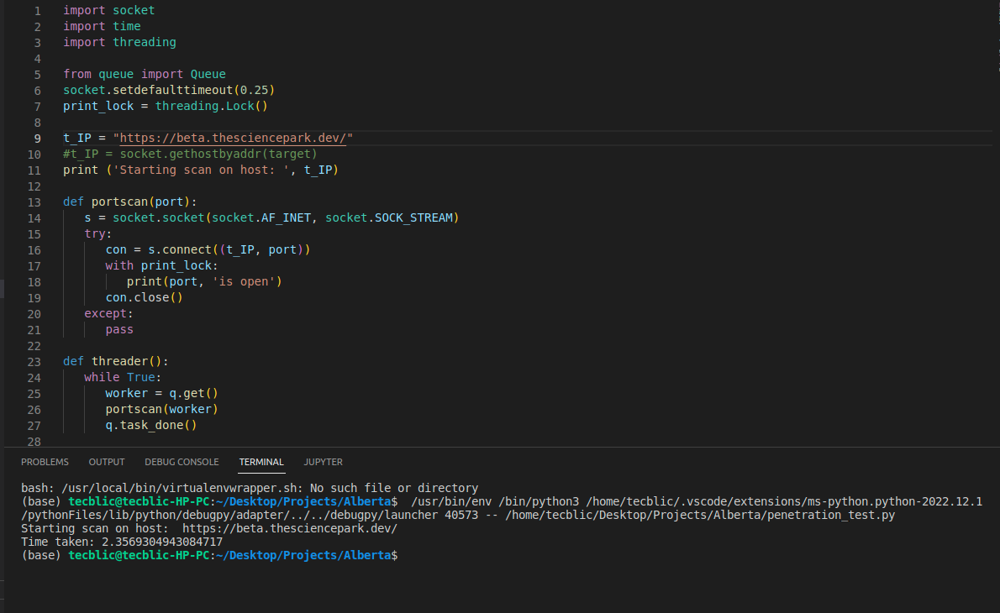 1 import socket
2 import time
3 import threading
4
5 from queue import Queue
6 socket.setdefaulttimeout(0.25)
7 print_lock = threading.Lock()
8
9 t_IP = "https://beta.thesciencepark.dev/"
10 #t_IP = socket.gethostbyaddr(target)
11 print ('Starting scan on host: ', t_IP)
12
13 def portscan(port):
14    s = socket.socket(socket.AF_INET, socket.SOCK_STREAM)
15    try:
16       con = s.connect((t_IP, port))
17       with print_lock:
18          print(port, 'is open')
19       con.close()
20    except:
21       pass
22
23 def threader():
24    while True:
25       worker = q.get()
26       portscan(worker)
27       q.task_done()
28
PROBLEMS OUTPUT DEBUG CONSOLE TERMINAL JUPYTER
bash: /usr/local/bin/virtualenvwrapper.sh: No such file or directory
(base) tecblic@tecblic-HP-PC:~/Desktop/Projects/Alberta$  /usr/bin/env /bin/python3 /home/tecblic/.vscode/extensions/ms-python.python-2022.12.1
/pythonFiles/lib/python/debugpy/adapter/../../debugpy/launcher 40573 -- /home/tecblic/Desktop/Projects/Alberta/penetration_test.py
Starting scan on host:  https://beta.thesciencepark.dev/
Time taken: 2.3569304943084717
(base) tecblic@tecblic-HP-PC:~/Desktop/Projects/Alberta$